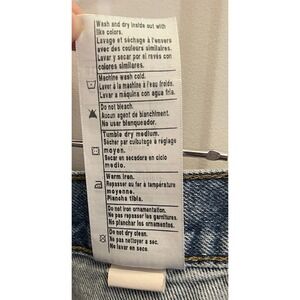 Wash and dry inside out with
like colors.
Lavage et séchage à l'envers
avec des couleurs similaires.
Lavar y secar por el revés con
colores similares.
Machine wash cold.
Laver à la machine à l'eau froide.
Lavar a maquina con agua fria.
Do not bleach.
Aucun agent de blanchiment.
No usar blanqueador.
Tumble dry medium.
Sécher par culbutage à réglage
moyen.
Secar en secadora en ciclo
medio.
Warm iron.
Repasser au fer à température
moyenne.
Plancha tibia.
Do not iron ornamentation.
Ne pas repasser les garnitures.
No planchar los ornamentos.
Do not dry clean.
Ne pas nettoyer à sec.
No lavar en seco.